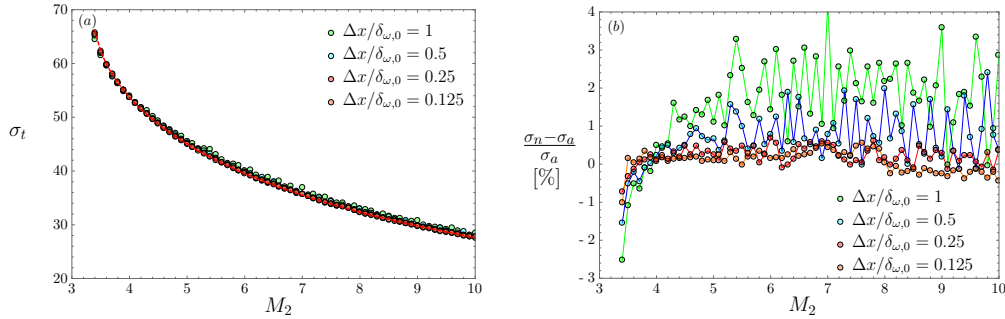 (a)
70
60
50
40
30
20
σ_t
Δx/δ_{ω,0} = 1
Δx/δ_{ω,0} = 0.5
Δx/δ_{ω,0} = 0.25
Δx/δ_{ω,0} = 0.125
3 4 5 6 7 8 9 10
M_2
(b)
4
3
2
1
0
- 1
- 2
- 3
σ_n−σ_a
σ_a
[%]
Δx/δ_{ω,0} = 1
Δx/δ_{ω,0} = 0.5
Δx/δ_{ω,0} = 0.25
Δx/δ_{ω,0} = 0.125
3 4 5 6 7 8 9 10
M_2